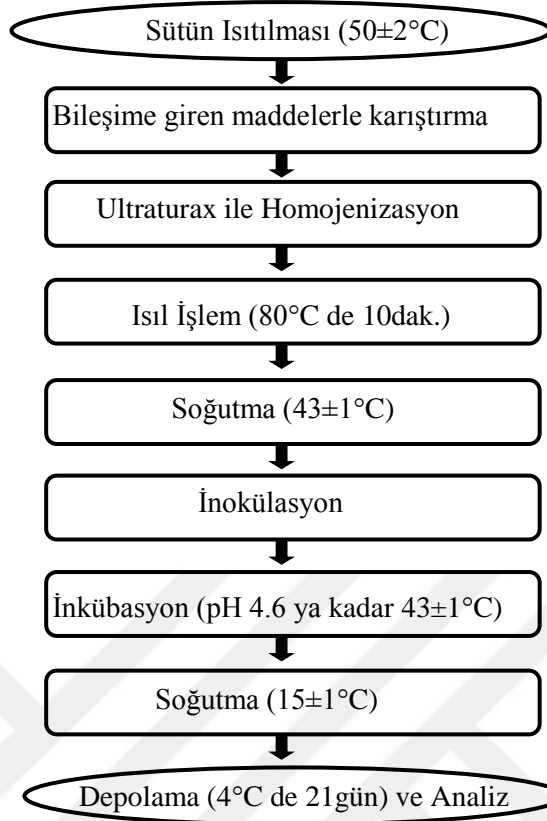 Sütün Isıtılması (50±2°C)
Bileşime giren maddelerle karıştırma
Ultraturax ile Homojenizasyon
Isıl İşlem (80°C de 10dak.)
Soğutma (43±1°C)
İnokülasyon
İnkübasyon (pH 4.6 ya kadar 43±1°C)
Soğutma (15±1°C)
Depolama (4°C de 21gün) ve Analiz